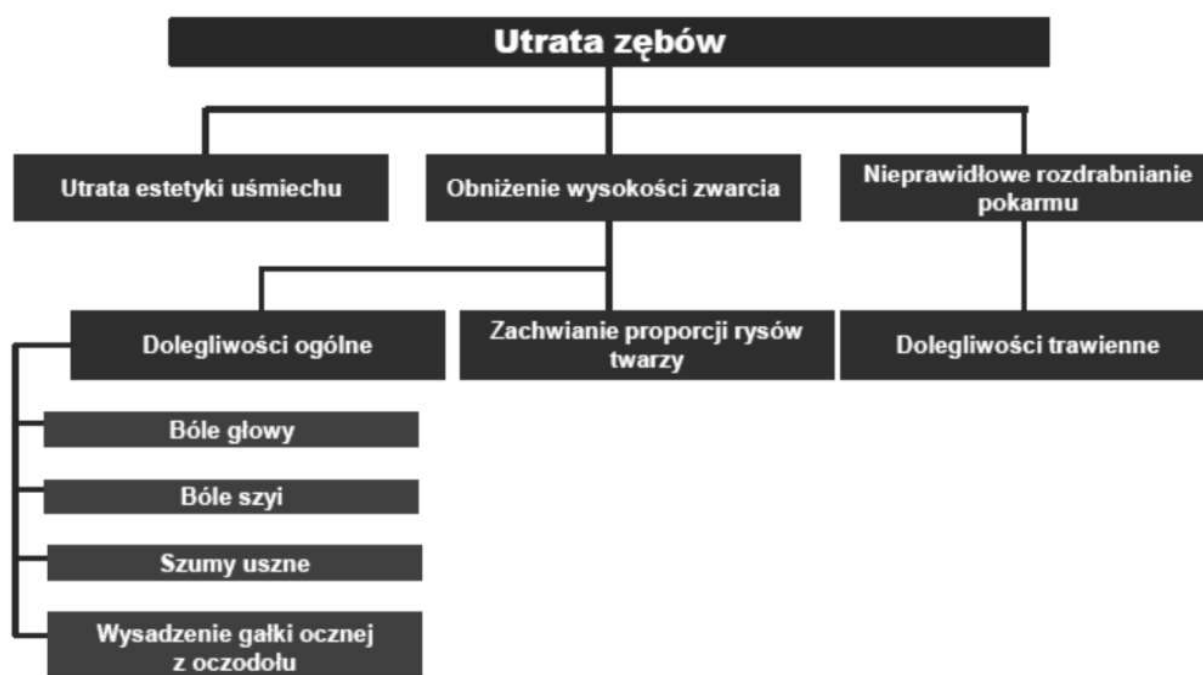 Utrata zębów
Utrata estetyki uśmiechu
Obniżenie wysokości zwarcia
Nieprawidłowe rozdrabnianie
pokarmu
Dolegliwości ogólne
Zachwianie proporcji rysów
twarzy
Dolegliwości trawienne
Bóle głowy
Bóle szyi
Szumy uszne
Wysadzenie gałki ocznej
z oczodołu